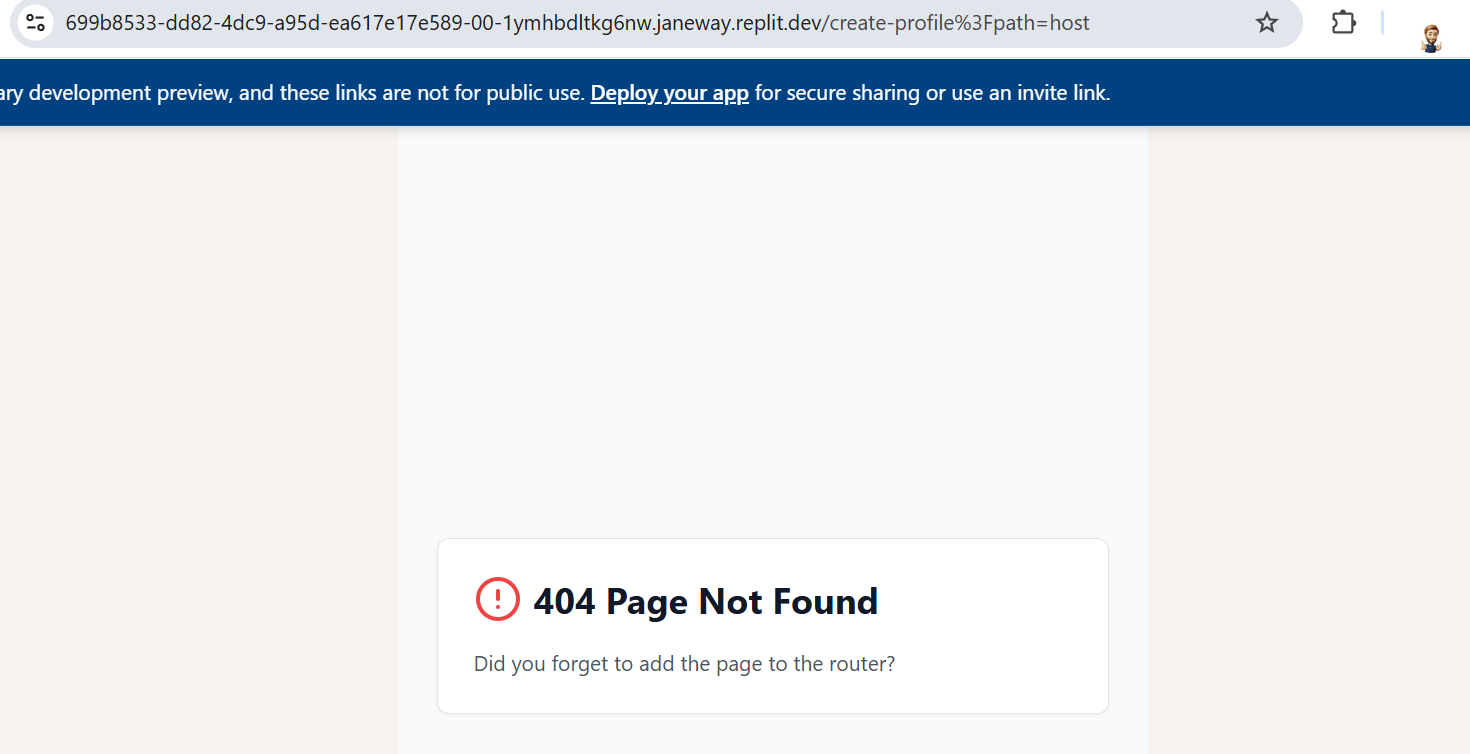 699b8533-dd82-4dc9-a95d-ea617e17e589-00-1ymhbdltkg6nw.janeway.replit.dev/create-profile%3Fpath=host
ary development preview, and these links are not for public use. Deploy your app for secure sharing or use an invite link.
404 Page Not Found
Did you forget to add the page to the router?